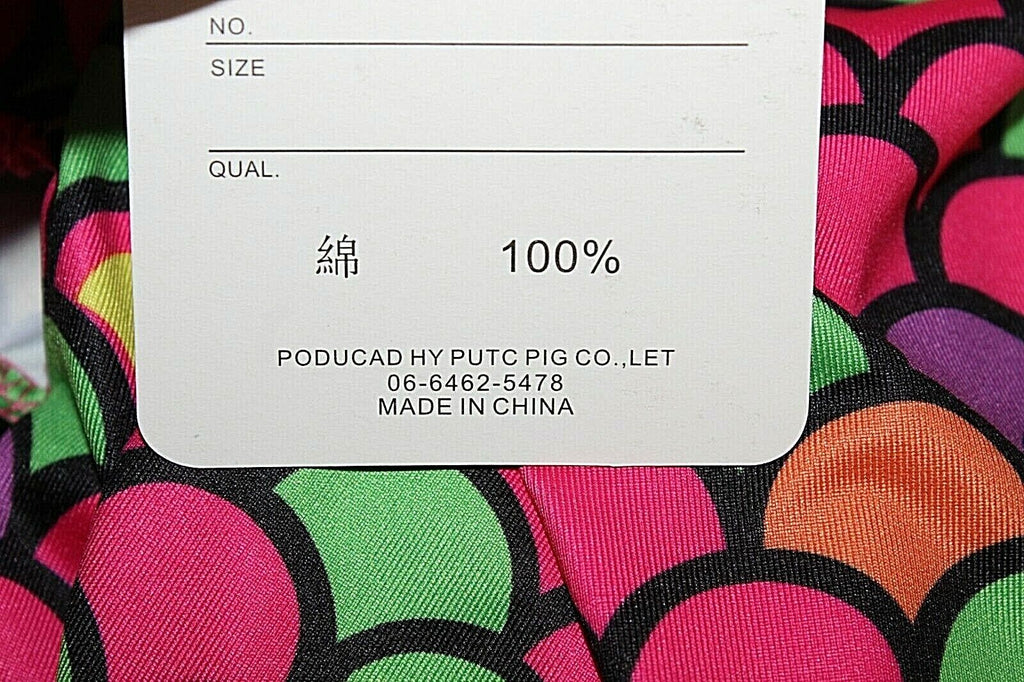 NO.
SIZE
QUAL.
綿 100%
PODUCAD HY PUTC PIG CO.,LET
06-6462-5478
MADE IN CHINA